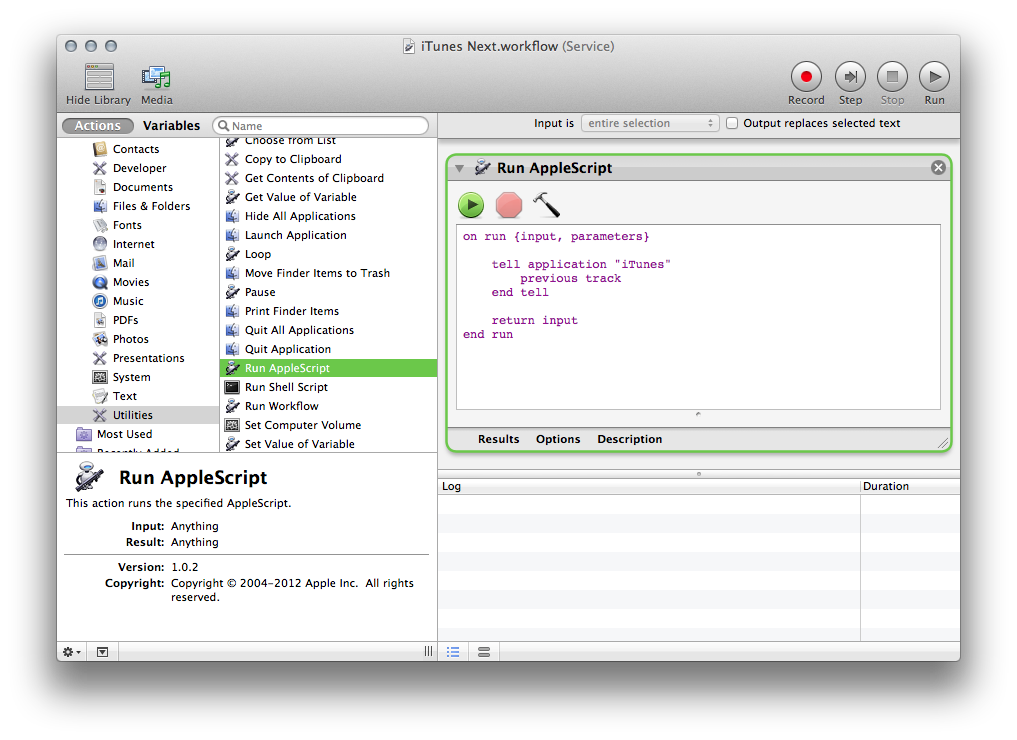 iTunes Next.workflow (Service)
Hide Library
Media
Record
Step
Stop
Run
Actions
Variables
Name
Input is
entire selection
Output replaces selected text
Contacts
Developer
Documents
Files & Folders
Fonts
Internet
Mail
Movies
Music
PDFs
Photos
Presentations
System
Text
Utilities
Most Used
Recently Added
Choose from List
Copy to Clipboard
Get Contents of Clipboard
Get Value of Variable
Hide All Applications
Launch Application
Loop
Move Finder Items to Trash
Pause
Print Finder Items
Quit All Applications
Quit Application
Run AppleScript
Run Shell Script
Run Workflow
Set Computer Volume
Set Value of Variable
Run AppleScript
on run {input, parameters}
tell application "iTunes"
previous track
end tell
return input
end run
Results
Options
Description
Run AppleScript
This action runs the specified AppleScript.
Input: Anything
Result: Anything
Version: 1.0.2
Copyright: Copyright © 2004-2012 Apple Inc. All rights
reserved.
Log
Duration